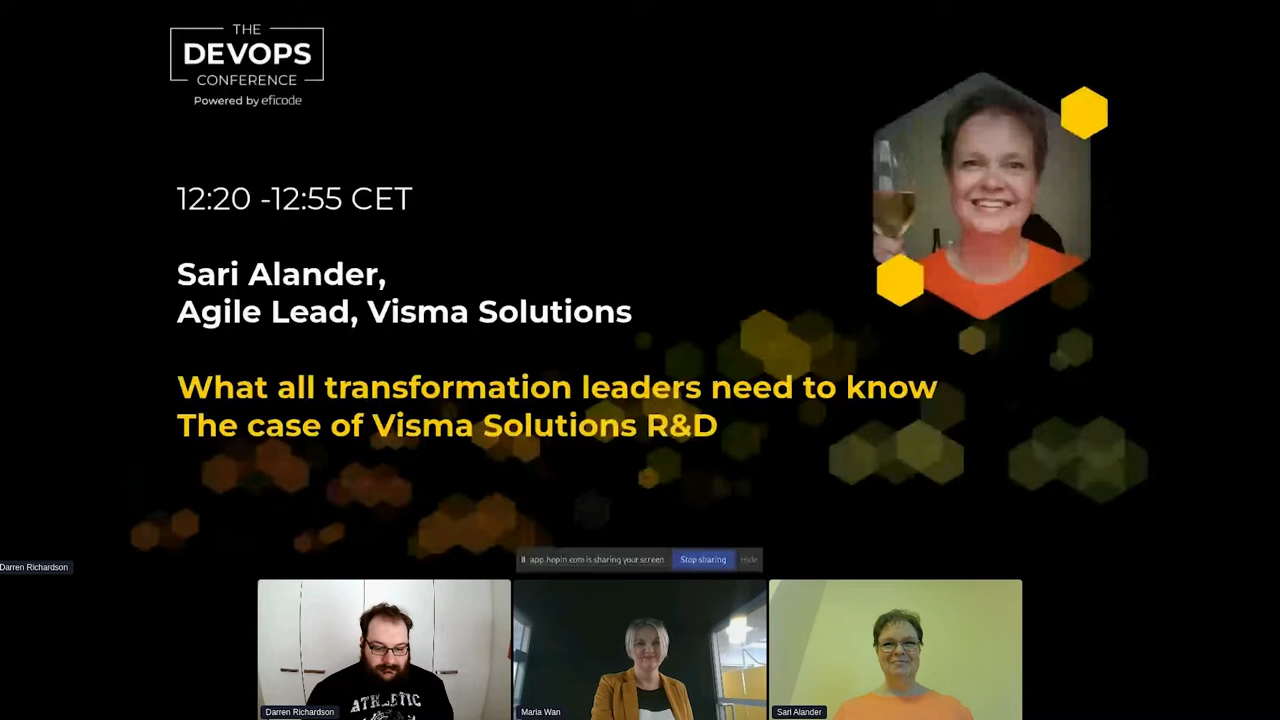 THE
DEVOPS
CONFERENCE
Powered by eficode
12:20 -12:55 CET
Sari Alander,
Agile Lead, Visma Solutions
What all transformation leaders need to know
The case of Visma Solutions R&D
Darren Richardson
app.hopin.com is sharing your screen
Stop sharing
Hide
ATHLETIC
Darren Richardson
Maria Wan
Sari Alander